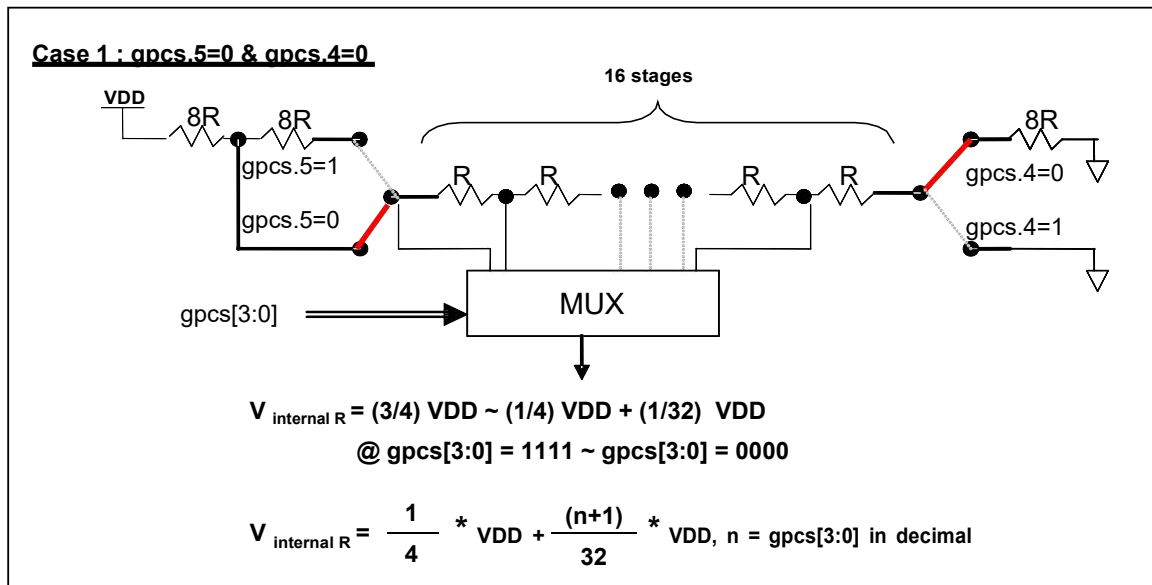 Case 1 : gpcs.5=0 & gpcs.4=0
16 stages
VDD
8R 8R 8R
gpcs.5=1 R R R R gpcs.4=0
gpcs.5=0 gpcs.4=1
MUX
gpcs[3:0]
V internal R = (3/4) VDD ~ (1/4) VDD + (1/32) VDD
@ gpcs[3:0] = 1111 ~ gpcs[3:0] = 0000
V internal R = 1/4 * VDD + (n+1)/32 * VDD, n = gpcs[3:0] in decimal